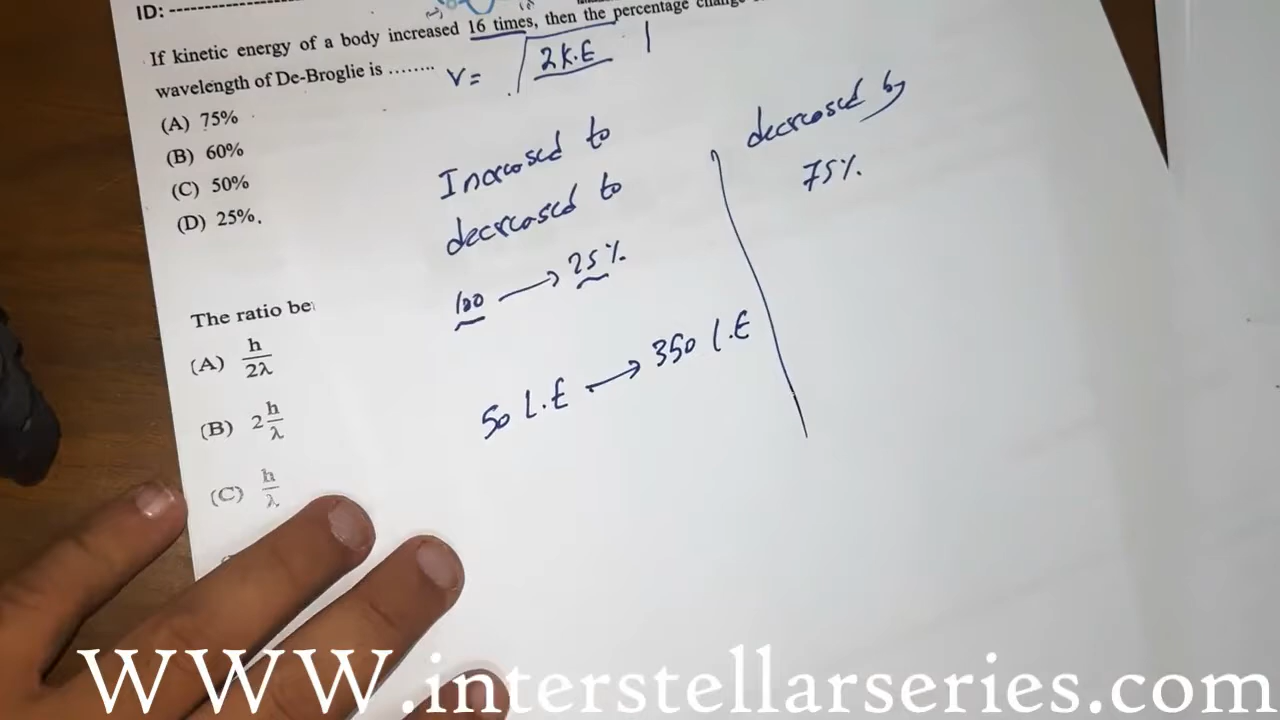 ID:
If kinetic energy of a body increased 16 times, then the percentage change
wavelength of De-Broglie is ........
V = √2K.E
(A) 75%
(B) 60%
(C) 50%
(D) 25%.
Increased to
decreased to
100 → 25%
50 L.E → 350 L.E
decreased by
75%.
The ratio be
(A) h/2λ
(B) 2 h/λ
(C) h/λ
WWW.interstellarseries.com